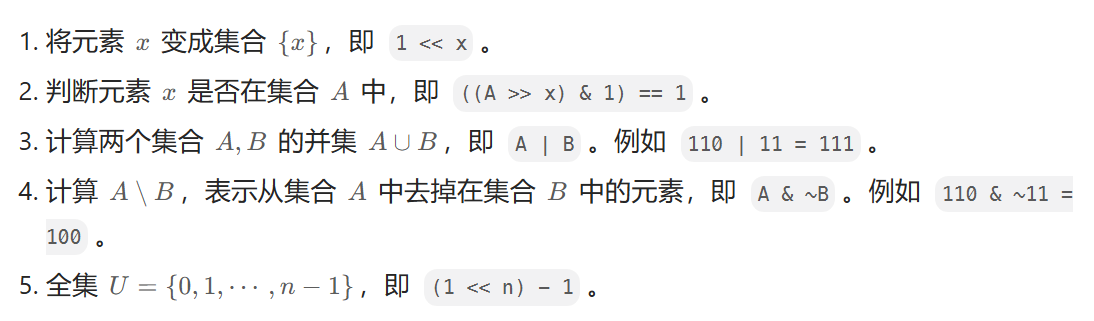 1. 将元素 x 变成集合 {x}，即 1 << x 。
2. 判断元素 x 是否在集合 A 中，即 ((A >> x) & 1) == 1 。
3. 计算两个集合 A, B 的并集 A ∪ B，即 A | B 。例如 110 | 11 = 111 。
4. 计算 A \ B，表示从集合 A 中去掉在集合 B 中的元素，即 A & ~B 。例如 110 & ~11 =
100 。
5. 全集 U = {0, 1, ⋯ , n − 1}，即 (1 << n) - 1 。